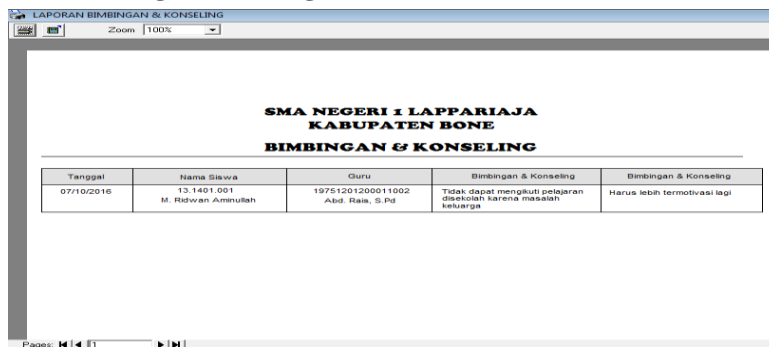 LAPORAN BIMBINGAN & KONSELING
Zoom 100%
SMA NEGERI 1 LAPPARIAJA
KABUPATEN BONE
BIMBINGAN & KONSELING
Tanggal Nama Siswa Guru Bimbingan & Konseling Bimbingan & Konseling
07/10/2016 13.1401.001 19751201200011002 Tidak dapat mengikuti pelajaran Harus lebih termotivasi lagi
M. Ridwan Aminullah Abd. Rais, S.Pd disekolah karena masalah
keluarga
Pages: 1